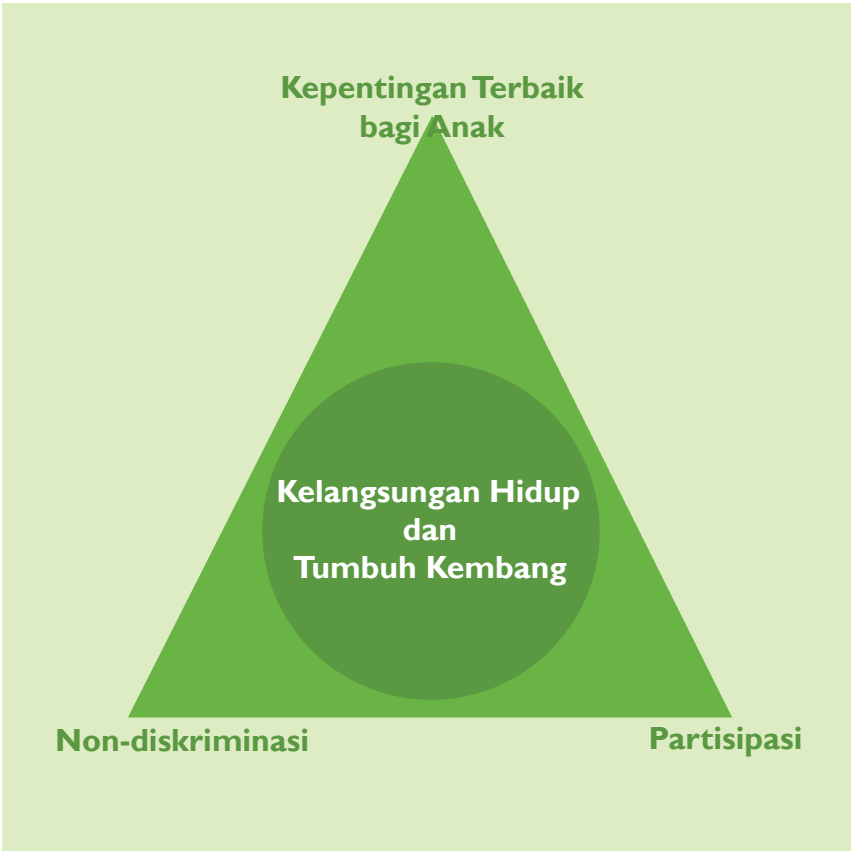 Kepentingan Terbaik
bagi Anak
Kelangsungan Hidup
dan
Tumbuh Kembang
Non-diskriminasi
Partisipasi